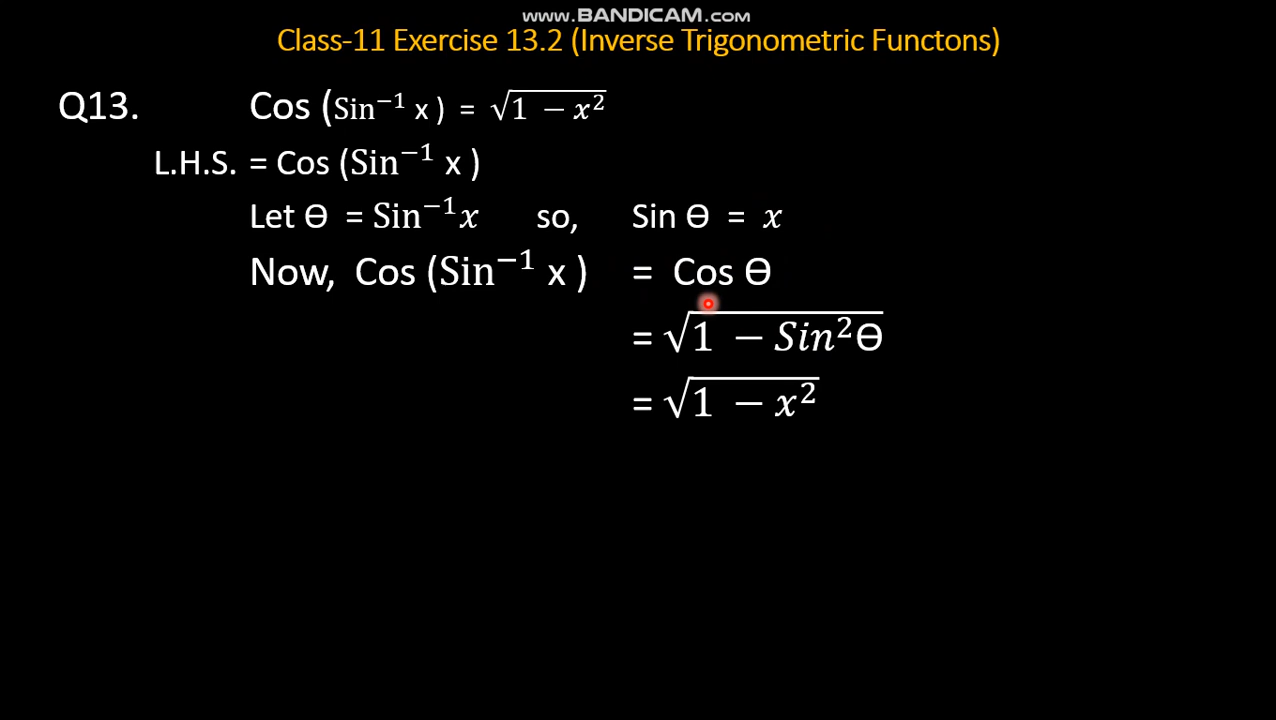 www.BANDICAM.com
Class-11 Exercise 13.2 (Inverse Trigonometric Functons)
Q13. Cos (Sin⁻¹ x ) = √(1 − x²)
L.H.S. = Cos (Sin⁻¹ x )
Let Ө = Sin⁻¹x so, Sin Ө = x
Now, Cos (Sin⁻¹ x ) = Cos Ө
= √(1 − Sin²Ө)
= √(1 − x²)